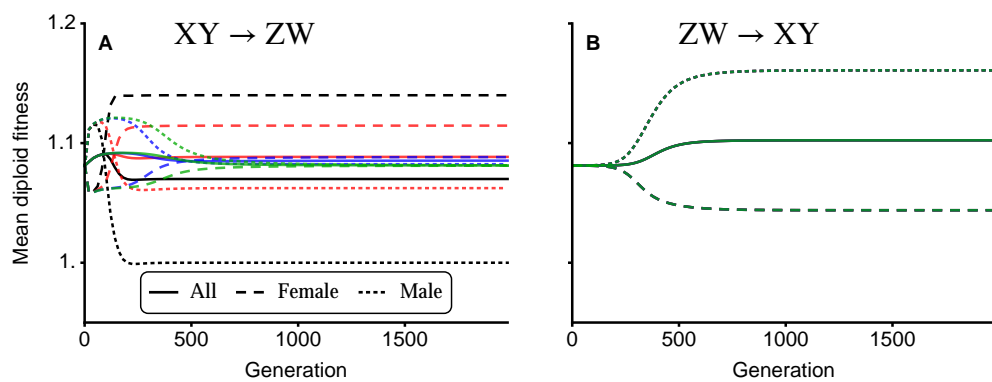 A XY → ZW
1.2
1.1
1.
Mean diploid fitness
All Female Male
0 500 1000 1500
Generation
B ZW → XY
0 500 1000 1500
Generation